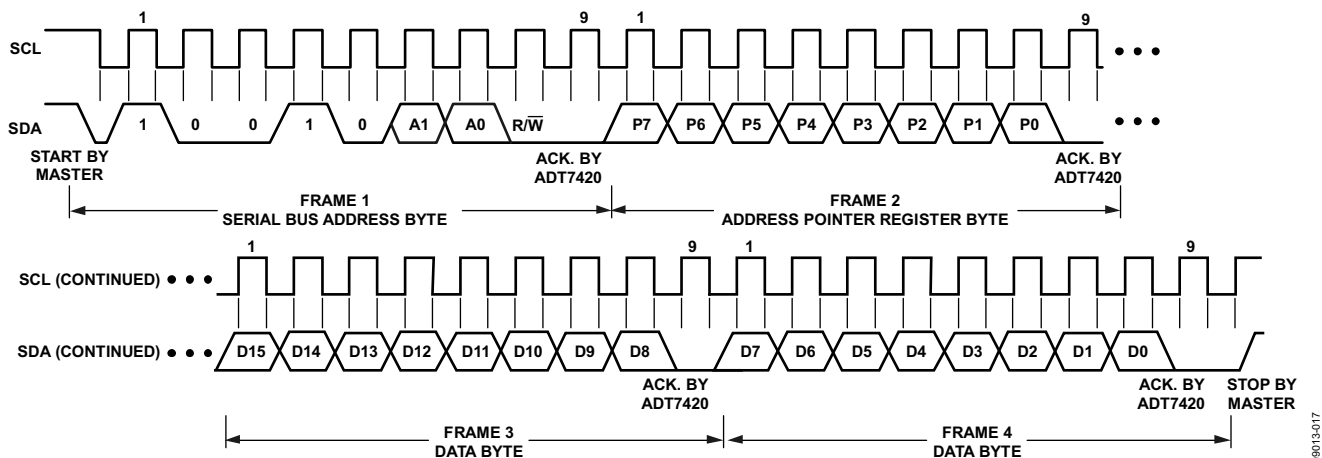 1 9 1 9
SCL
SDA 1 0 0 1 0 A1 A0 R/W̅ P7 P6 P5 P4 P3 P2 P1 P0
START BY
MASTER
ACK. BY
ADT7420
ACK. BY
ADT7420
FRAME 1
SERIAL BUS ADDRESS BYTE
FRAME 2
ADDRESS POINTER REGISTER BYTE
1 9 1 9
SCL (CONTINUED)
SDA (CONTINUED) D15 D14 D13 D12 D11 D10 D9 D8 D7 D6 D5 D4 D3 D2 D1 D0
ACK. BY
ADT7420
ACK. BY
ADT7420
STOP BY
MASTER
FRAME 3
DATA BYTE
FRAME 4
DATA BYTE
9013-017